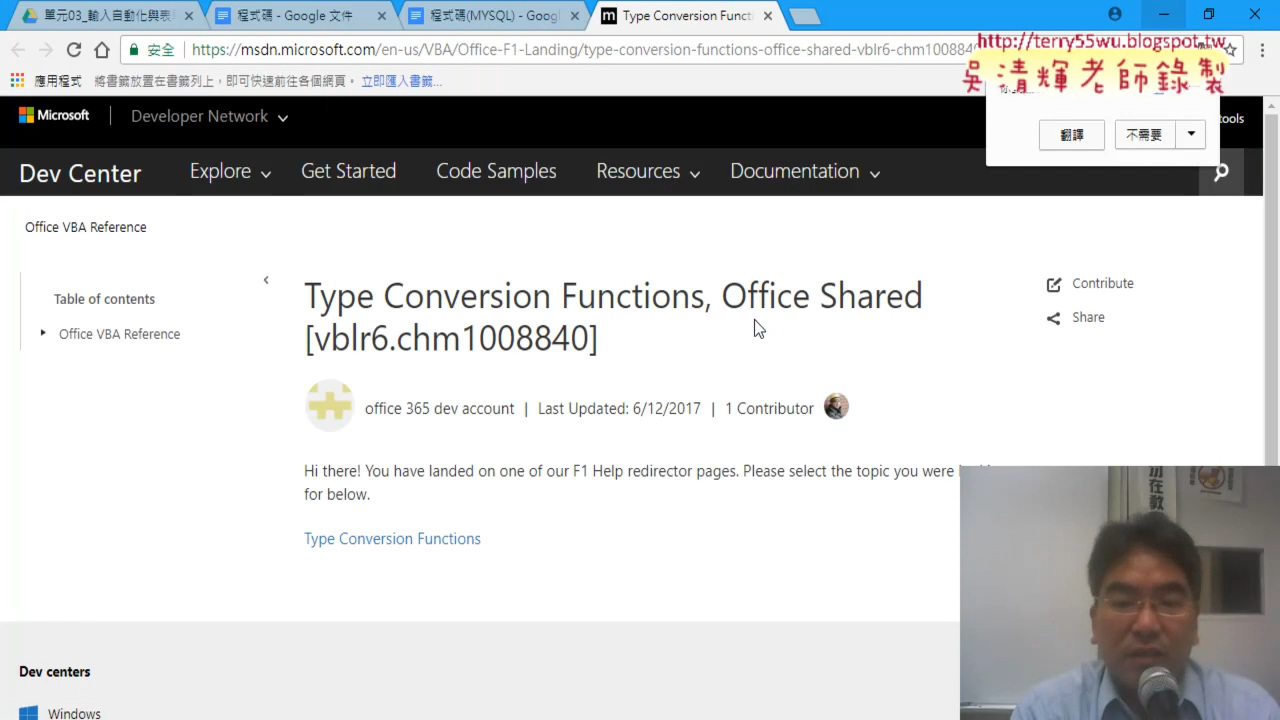 單元03_輸入自動化與表
程式碼 - Google 文件
程式碼(MYSQL) - Goog
Type Conversion Funct
安全
https://msdn.microsoft.com/en-us/VBA/Office-F1-Landing/type-conversion-functions-office-shared-vblr6-chm100884
http://terry55wu.blogspot.tw
吳清輝老師錄製
應用程式
將書籤放置在書籤列上，即可快速前往各個網頁。
立即匯入書籤...
Microsoft
Developer Network
tools
翻譯
不需要
Dev Center
Explore
Get Started
Code Samples
Resources
Documentation
Office VBA Reference
Table of contents
Office VBA Reference
Type Conversion Functions, Office Shared
[vblr6.chm1008840]
Contribute
Share
office 365 dev account | Last Updated: 6/12/2017 | 1 Contributor
Hi there! You have landed on one of our F1 Help redirector pages. Please select the topic you were
for below.
Type Conversion Functions
Dev centers
Windows